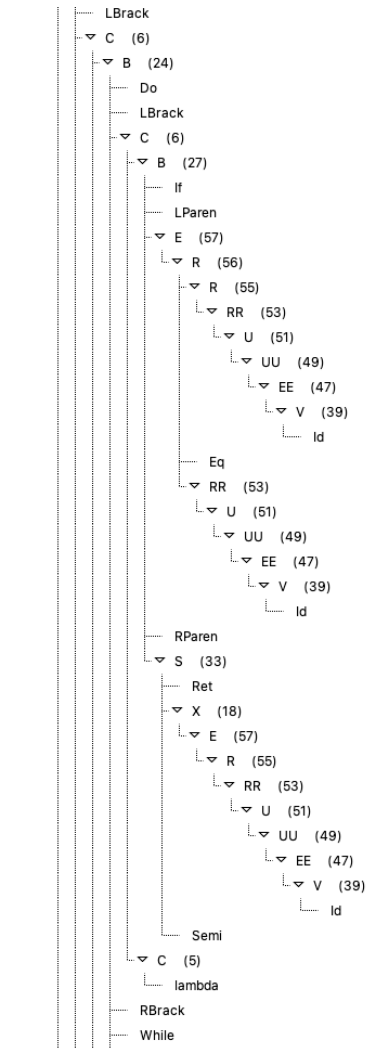 LBrack
C (6)
B (24)
Do
LBrack
C (6)
B (27)
If
LParen
E (57)
R (56)
R (55)
RR (53)
U (51)
UU (49)
EE (47)
V (39)
Id
Eq
RR (53)
U (51)
UU (49)
EE (47)
V (39)
Id
RParen
S (33)
Ret
X (18)
E (57)
R (55)
RR (53)
U (51)
UU (49)
EE (47)
V (39)
Id
Semi
C (5)
lambda
RBrack
While